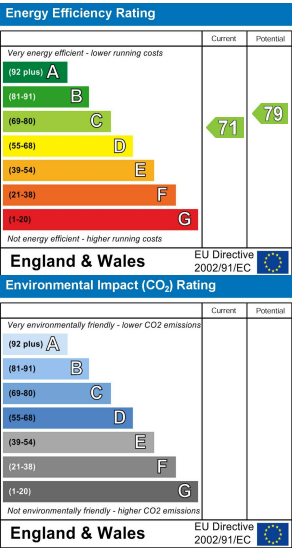 Energy Efficiency Rating
Current Potential
Very energy efficient - lower running costs
(92 plus) A
(81-91) B
(69-80) C
(55-68) D
(39-54) E
(21-38) F
(1-20) G
71
79
Not energy efficient - higher running costs
England & Wales
EU Directive
2002/91/EC
Environmental Impact (CO₂) Rating
Current Potential
Very environmentally friendly - lower CO2 emissions
(92 plus) A
(81-91) B
(69-80) C
(55-68) D
(39-54) E
(21-38) F
(1-20) G
Not environmentally friendly - higher CO2 emissions
England & Wales
EU Directive
2002/91/EC